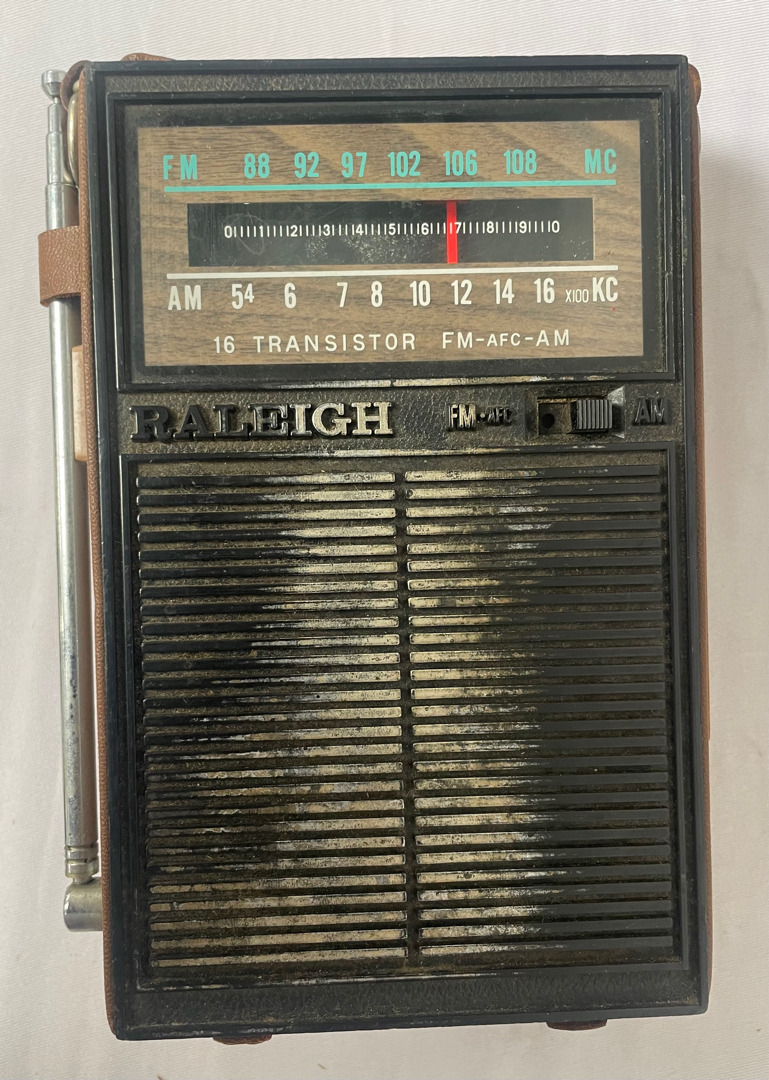 FM 88 92 97 102 106 108 MC
0 1 2 3 4 5 6 7 8 9 10
AM 54 6 7 8 10 12 14 16 X100 KC
16 TRANSISTOR FM-AFC-AM
RALEIGH FM·AFC AM